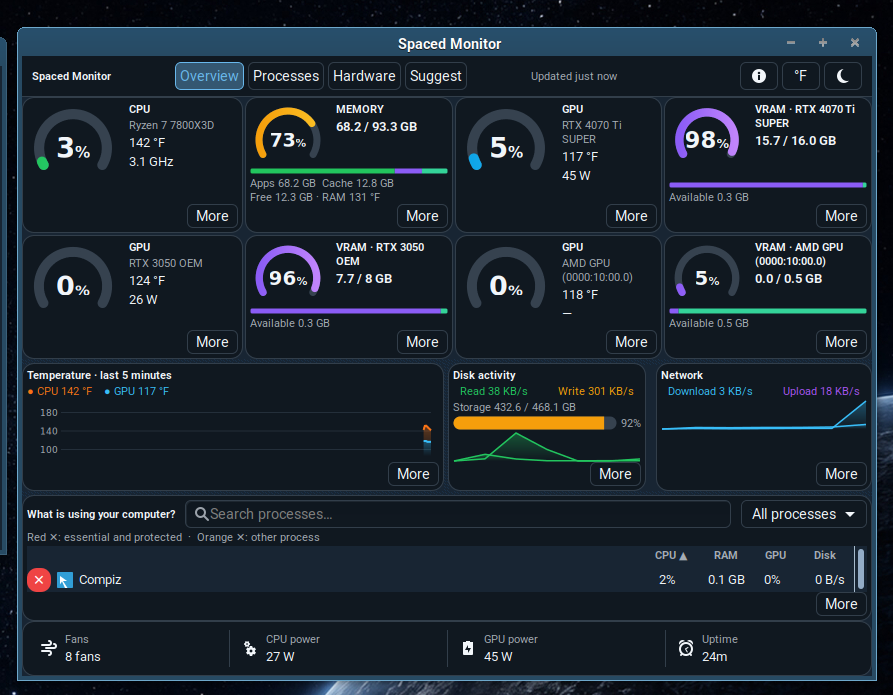 Spaced Monitor
Spaced Monitor
Overview
Processes
Hardware
Suggest
Updated just now
°F
CPU
Ryzen 7 7800X3D
142 °F
3.1 GHz
3%
More
MEMORY
68.2 / 93.3 GB
73%
Apps 68.2 GB Cache 12.8 GB
Free 12.3 GB · RAM 131 °F
More
GPU
RTX 4070 Ti
SUPER
117 °F
45 W
5%
More
VRAM · RTX 4070 Ti
SUPER
15.7 / 16.0 GB
98%
Available 0.3 GB
More
GPU
RTX 3050 OEM
124 °F
26 W
0%
More
VRAM · RTX 3050
OEM
7.7 / 8 GB
96%
Available 0.3 GB
More
GPU
AMD GPU
(0000:10:00.0)
118 °F
—
0%
More
VRAM · AMD GPU
(0000:10:00.0)
0.0 / 0.5 GB
5%
Available 0.5 GB
More
Temperature · last 5 minutes
● CPU 142 °F ● GPU 117 °F
180
140
100
More
Disk activity
Read 38 KB/s Write 301 KB/s
Storage 432.6 / 468.1 GB
92%
More
Network
Download 3 KB/s Upload 18 KB/s
More
What is using your computer?
Search processes...
All processes
Red ✕: essential and protected · Orange ✕: other process
CPU ▲ RAM GPU Disk
Compiz 2% 0.1 GB 0% 0 B/s
More
Fans
8 fans
CPU power
27 W
GPU power
45 W
Uptime
24m